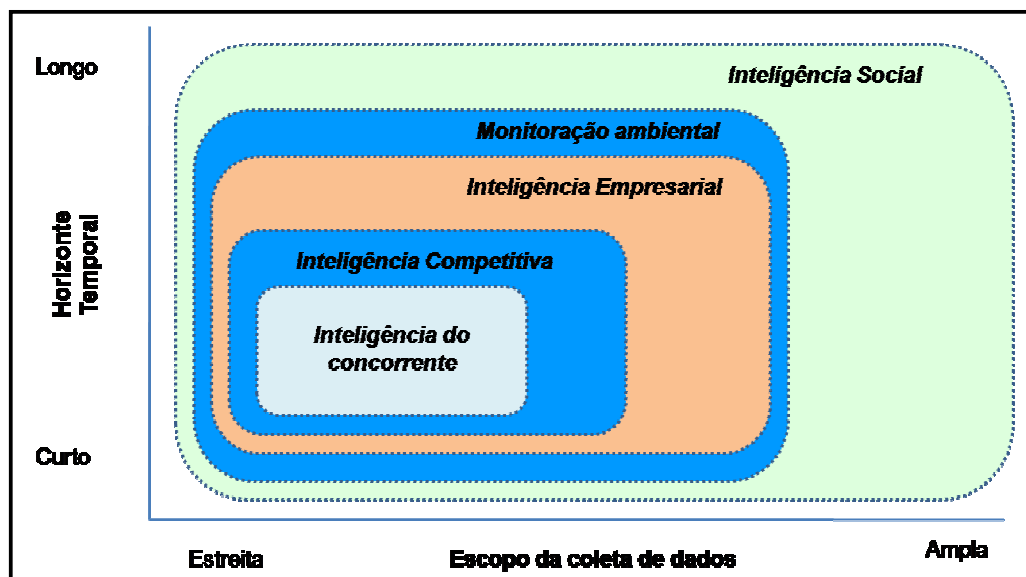 Longo
Inteligência Social
Monitoração ambiental
Inteligência Empresarial
Horizonte
Temporal
Inteligência Competitiva
Inteligência do
concorrente
Curto
Estreita
Escopo da coleta de dados
Ampla